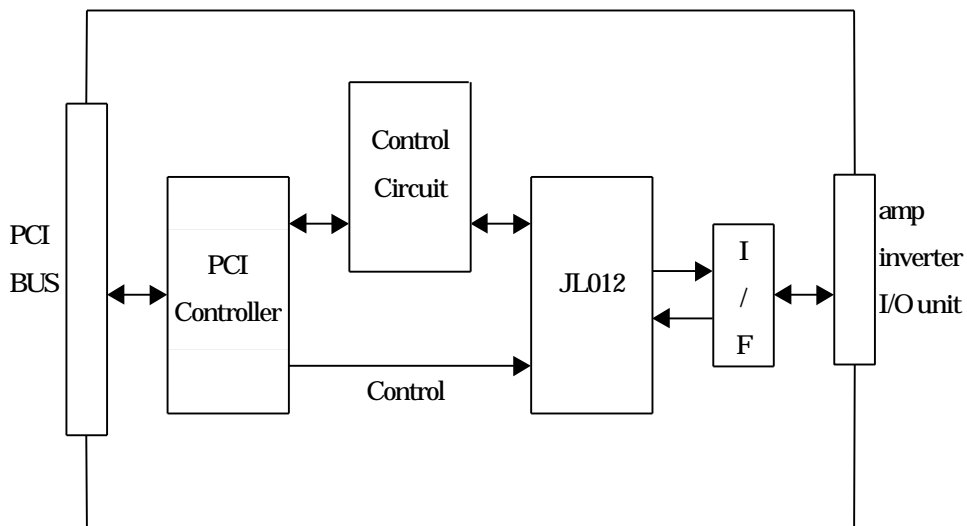 PCI
BUS
PCI
Controller
Control
Circuit
Control
JL012
I
/
F
amp
inverter
I/O unit